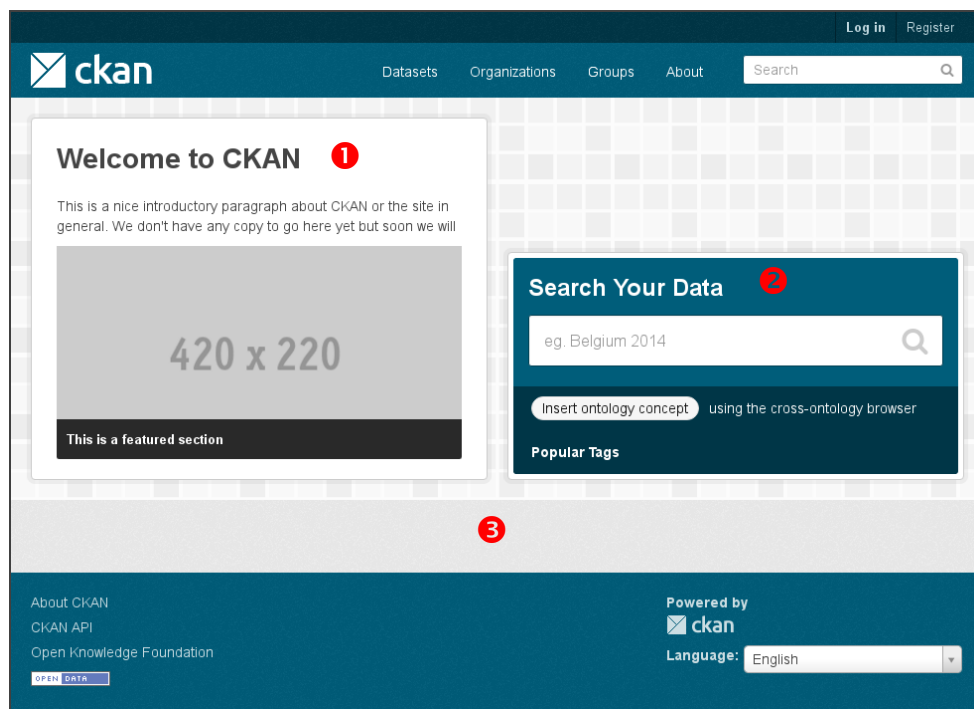 Log in Register
ckan
Datasets Organizations Groups About Search
Welcome to CKAN ❶
This is a nice introductory paragraph about CKAN or the site in
general. We don't have any copy to go here yet but soon we will
420 x 220
This is a featured section
Search Your Data ❷
eg. Belgium 2014
Insert ontology concept using the cross-ontology browser
Popular Tags
❸
About CKAN
CKAN API
Open Knowledge Foundation
OPEN DATA
Powered by
ckan
Language: English